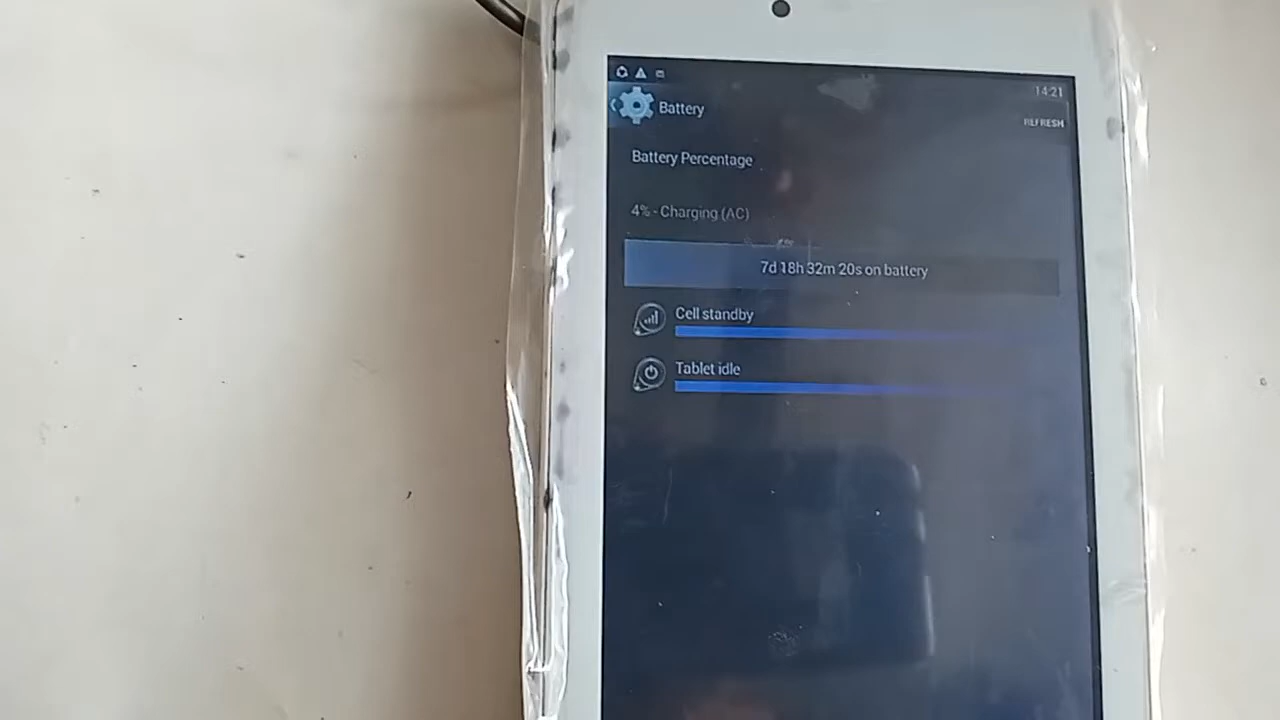 14:21
Battery
REFRESH
Battery Percentage
4% - Charging (AC)
7d 18h 32m 20s on battery
Cell standby
Tablet idle